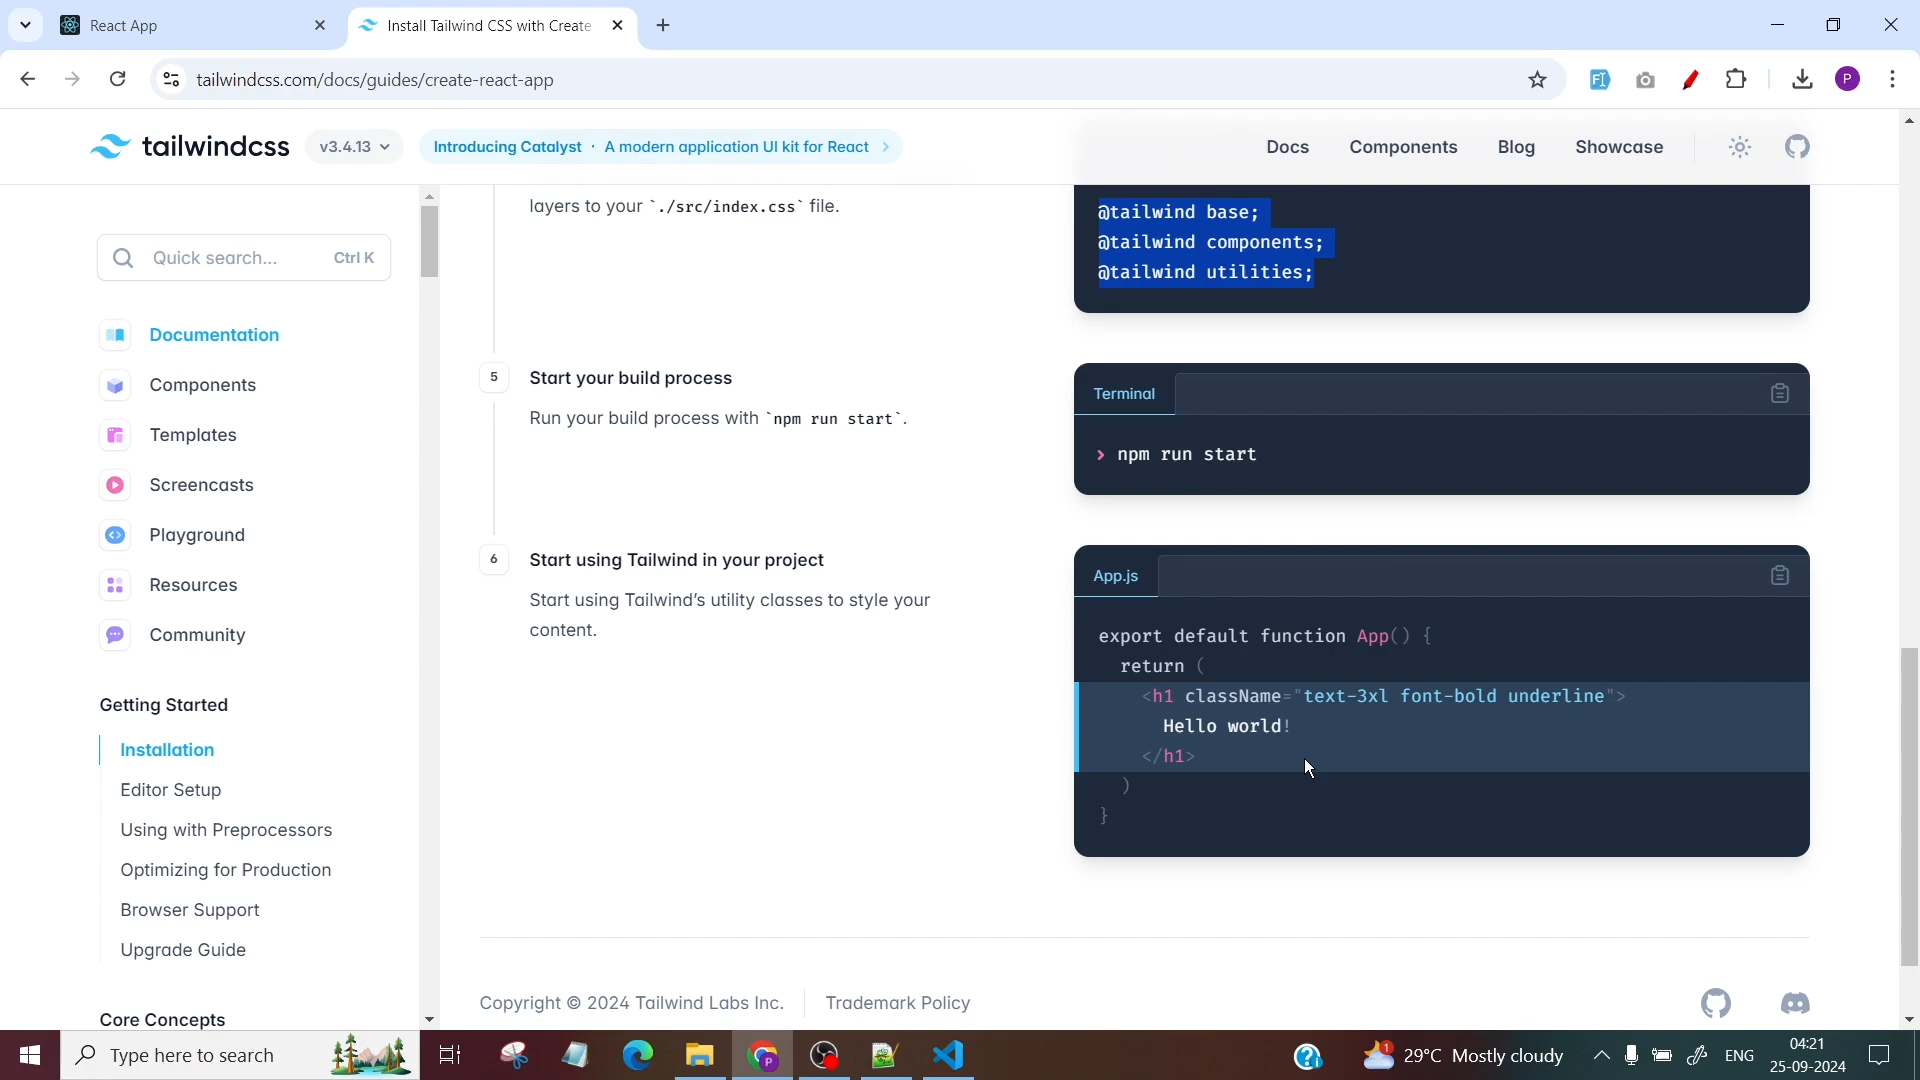 React App
Install Tailwind CSS with Create
tailwindcss.com/docs/guides/create-react-app
P
tailwindcss
v3.4.13
Introducing Catalyst · A modern application UI kit for React
Docs
Components
Blog
Showcase
Quick search...
Ctrl K
Documentation
Components
Templates
Screencasts
Playground
Resources
Community
Getting Started
Installation
Editor Setup
Using with Preprocessors
Optimizing for Production
Browser Support
Upgrade Guide
Core Concepts
layers to your `./src/index.css` file.
@tailwind base;
@tailwind components;
@tailwind utilities;
5
Start your build process
Run your build process with `npm run start`.
Terminal
> npm run start
6
Start using Tailwind in your project
Start using Tailwind’s utility classes to style your
content.
App.js
export default function App() {
return (
<h1 className="text-3xl font-bold underline">
Hello world!
</h1>
)
}
Copyright © 2024 Tailwind Labs Inc.
Trademark Policy
Type here to search
1
29°C Mostly cloudy
ENG
04:21
25-09-2024